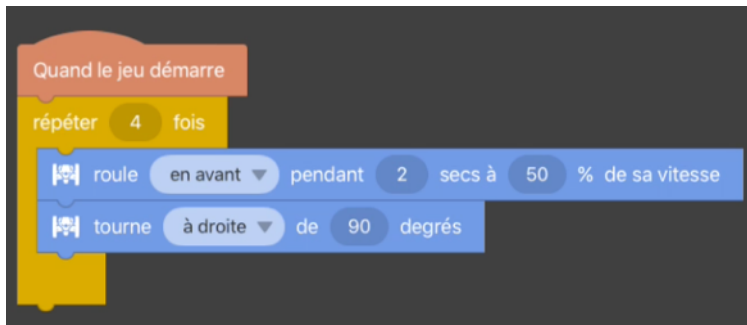 Quand le jeu démarre
répéter 4 fois
roule en avant pendant 2 secs à 50 % de sa vitesse
tourne à droite de 90 degrés